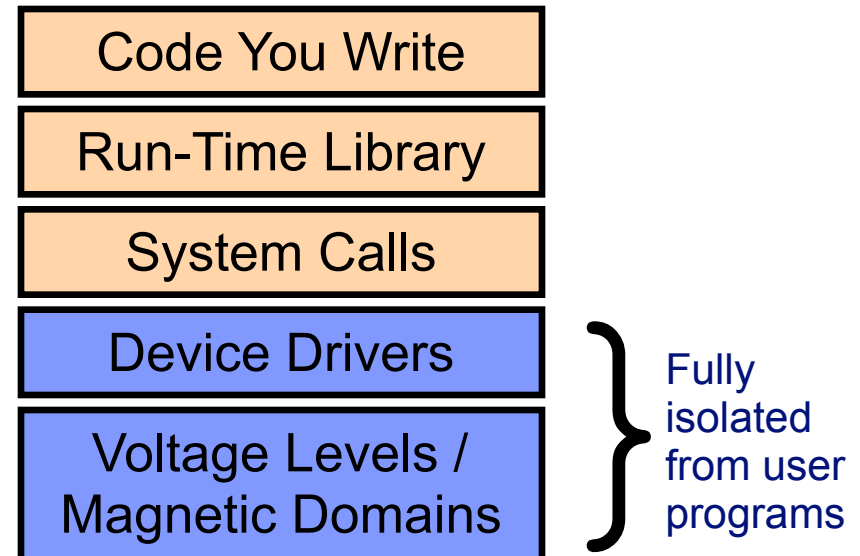 Code You Write
Run-Time Library
System Calls
Device Drivers
Voltage Levels /
Magnetic Domains
Fully
isolated
from user
programs